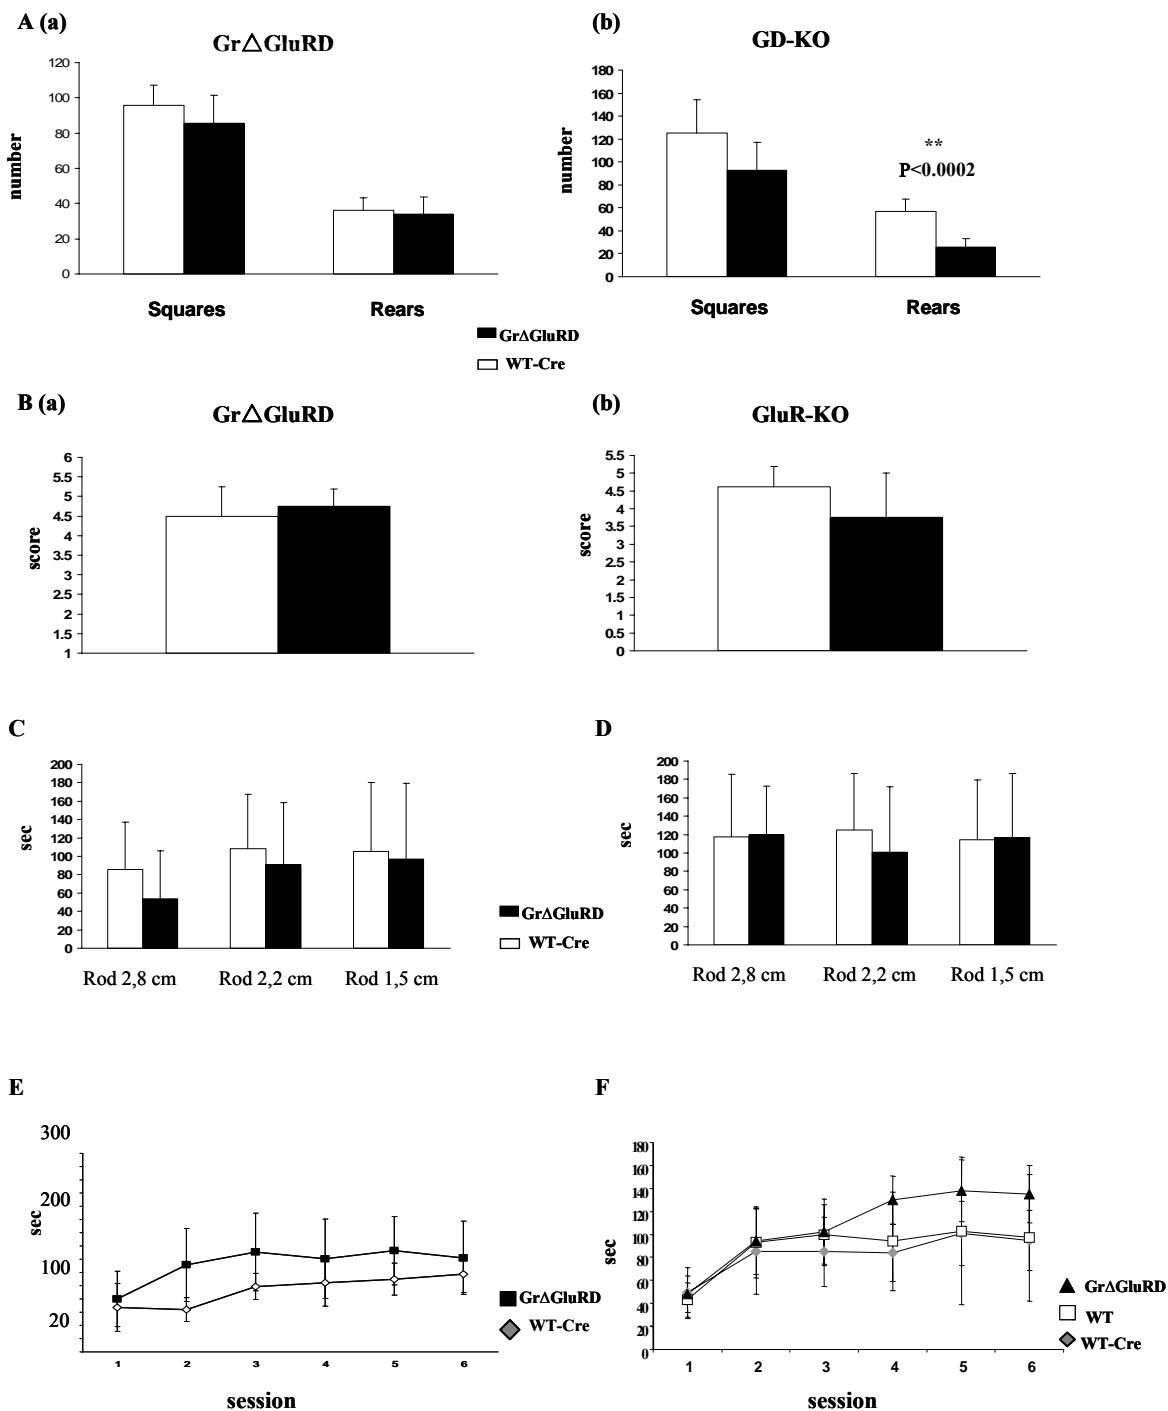 A (a)
Gr△GluRD
120
100
80
60
40
20
0
number
Squares Rears
(b)
GD-KO
180
160
140
120
100
80
60
40
20
0
number
**
P<0.0002
Squares Rears
GrΔGluRD
WT-Cre
B (a)
Gr△GluRD
6
5.5
5
4.5
4
3.5
3
2.5
2
1.5
1
score
(b)
GluR-KO
5.5
5
4.5
4
3.5
3
2.5
2
1.5
1
0.5
0
score
C
200
180
160
140
120
100
80
60
40
20
0
sec
Rod 2,8 cm Rod 2,2 cm Rod 1,5 cm
GrΔGluRD
WT-Cre
D
200
180
160
140
120
100
80
60
40
20
0
sec
Rod 2,8 cm Rod 2,2 cm Rod 1,5 cm
E
300
200
100
20
sec
1 2 3 4 5 6
session
GrΔGluRD
WT-Cre
F
180
160
140
120
100
80
60
40
20
0
sec
1 2 3 4 5 6
session
GrΔGluRD
WT
WT-Cre